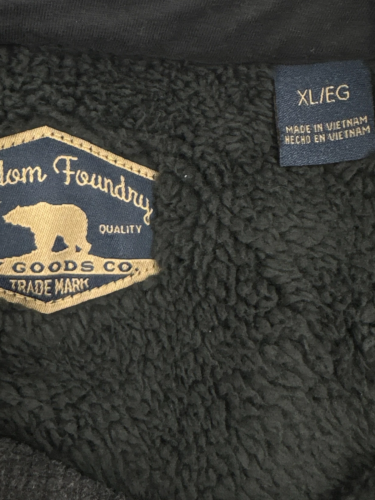 dom Foundry
QUALITY
GOODS CO.
TRADE MARK
XL/EG
MADE IN VIETNAM
HECHO EN VIETNAM